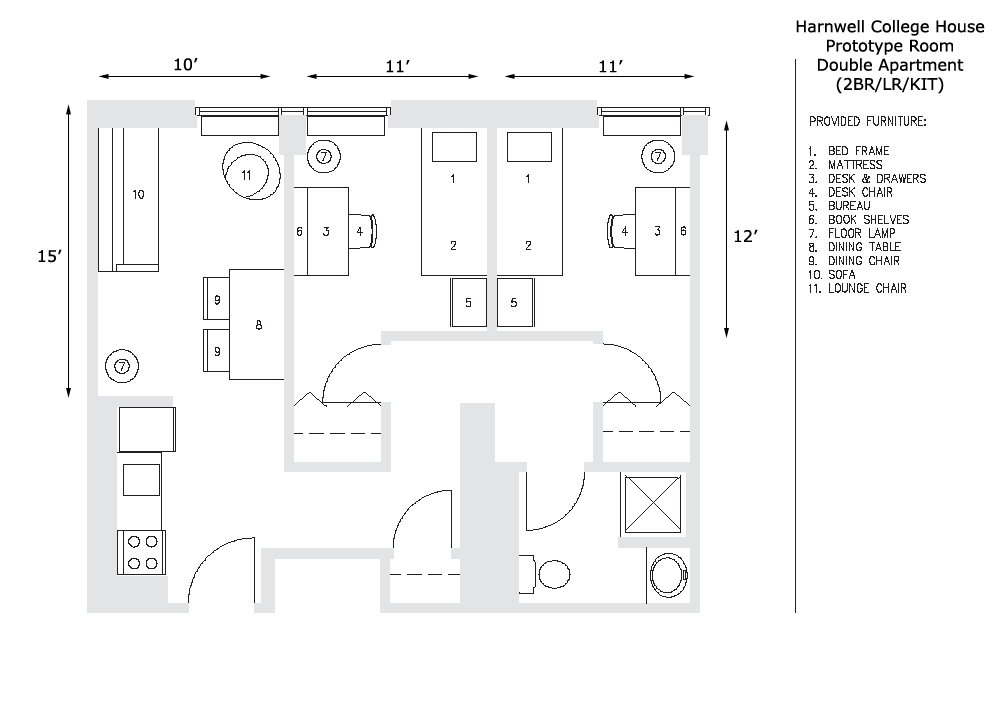 Harnwell College House
Prototype Room
Double Apartment
(2BR/LR/KIT)
10’
11’
11’
15’
12’
PROVIDED FURNITURE:
1. BED FRAME
2. MATTRESS
3. DESK & DRAWERS
4. DESK CHAIR
5. BUREAU
6. BOOK SHELVES
7. FLOOR LAMP
8. DINING TABLE
9. DINING CHAIR
10. SOFA
11. LOUNGE CHAIR
7
7
11
1
1
10
6
3
4
4
3
6
2
2
9
5
5
8
9
7